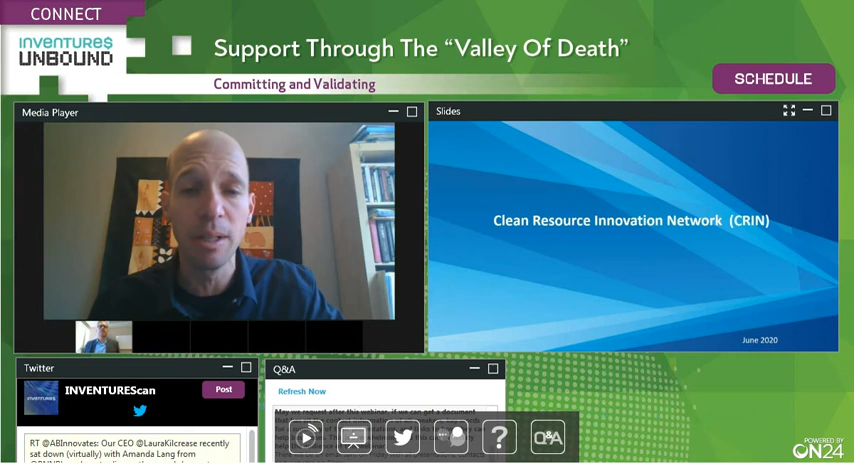 CONNECT
INVENTURE$
UNBOUND
Support Through The “Valley Of Death”
Committing and Validating
SCHEDULE
Media Player
Slides
Clean Resource Innovation Network (CRIN)
June 2020
Twitter
INVENTUREScan
Post
RT @ABInnovates: Our CEO @LauraKilcrease recently
sat down (virtually) with Amanda Lang from
Q&A
Refresh Now
May we request after this webinar, if we can get a document
?
Q&A
POWERED BY
ON24